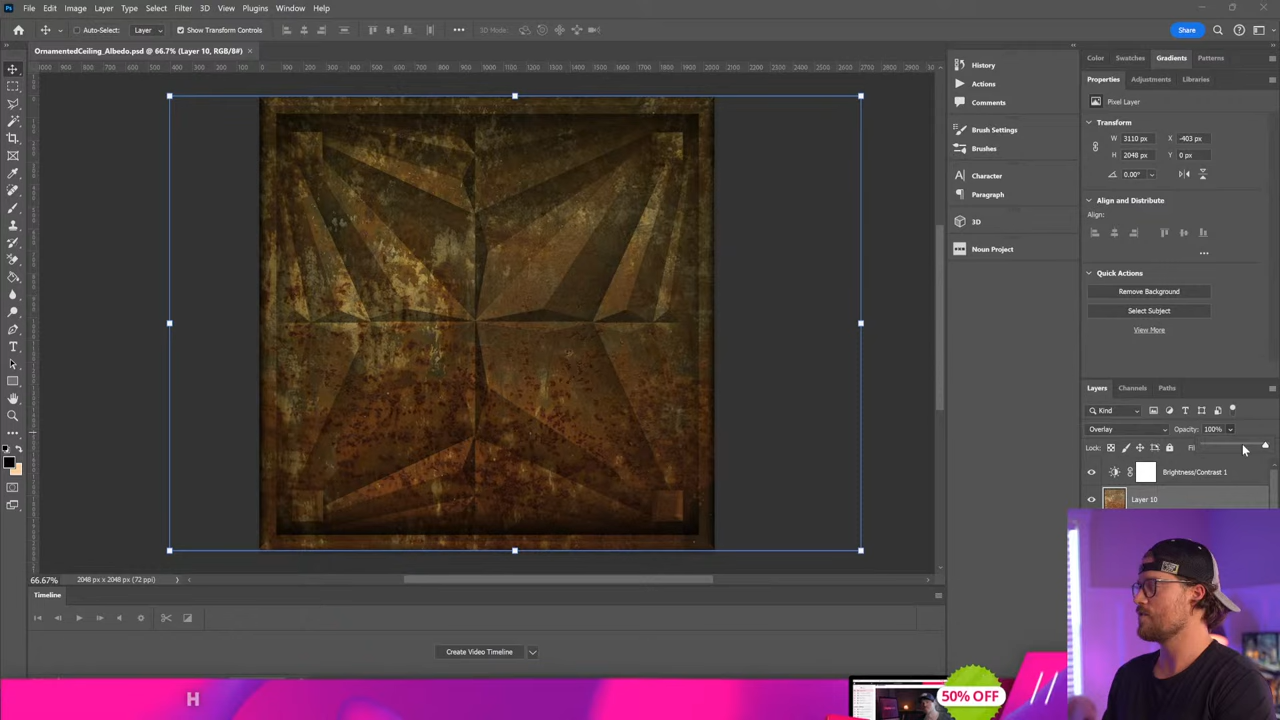 Ps File Edit Image Layer Type Select Filter 3D View Plugins Window Help
Auto-Select: Layer Show Transform Controls 3D Mode: Share
OrnamentedCeiling_Albedo.psd @ 66.7% (Layer 10, RGB/8#)
History
Actions
Comments
Brush Settings
Brushes
Character
Paragraph
3D
Noun Project
Color Swatches Gradients Patterns
Properties Adjustments Libraries
Pixel Layer
Transform
W 3110 px X -403 px
H 2048 px Y 0 px
0.00°
Align and Distribute
Align:
Quick Actions
Remove Background
Select Subject
View More
Layers Channels Paths
Kind
Overlay Opacity: 100%
Lock: Fil
Brightness/Contrast 1
Layer 10
66.67% 2048 px x 2048 px (72 ppi)
Timeline
Create Video Timeline
H
50% OFF
//